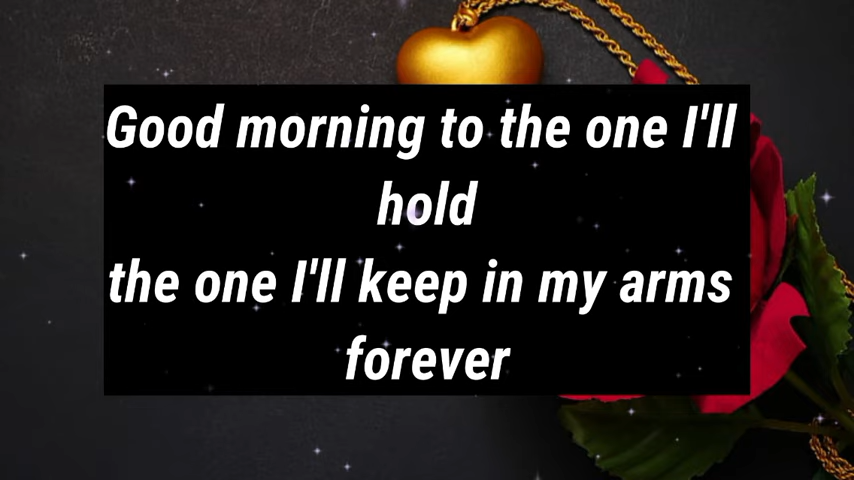 Good morning to the one I'll
hold
the one I'll keep in my arms
forever